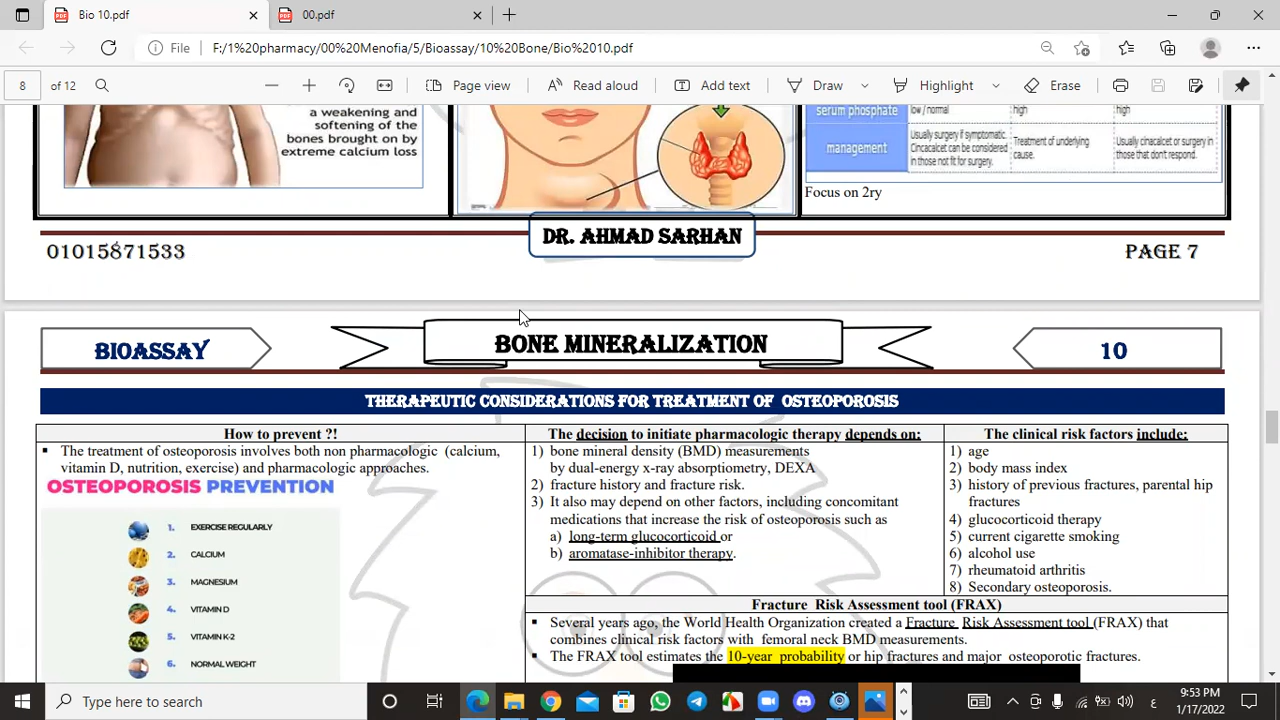 Bio 10.pdf
00.pdf
File
F:/1%20pharmacy/00%20Menofia/5/Bioassay/10%20Bone/Bio%2010.pdf
8
of 12
Page view
Read aloud
Add text
Draw
Highlight
Erase
a weakening and
softening of the
bones brought on by
extreme calcium loss
serum phosphate
low / normal
high
high
management
Usually surgery if symptomatic.
Cincacalcet can be considered
in those not fit for surgery.
Treatment of underlying
cause.
Usually cinacalcet or surgery in
those that don't respond.
Focus on 2ry
01015871533
DR. AHMAD SARHAN
PAGE 7
BIOASSAY
BONE MINERALIZATION
10
THERAPEUTIC CONSIDERATIONS FOR TREATMENT OF OSTEOPOROSIS
How to prevent ?!
▪ The treatment of osteoporosis involves both non pharmacologic (calcium,
vitamin D, nutrition, exercise) and pharmacologic approaches.
OSTEOPOROSIS PREVENTION
1. EXERCISE REGULARLY
2. CALCIUM
3. MAGNESIUM
4. VITAMIN D
5. VITAMIN K-2
6. NORMAL WEIGHT
The decision to initiate pharmacologic therapy depends on:
1) bone mineral density (BMD) measurements
by dual-energy x-ray absorptiometry, DEXA
2) fracture history and fracture risk.
3) It also may depend on other factors, including concomitant
medications that increase the risk of osteoporosis such as
a) long-term glucocorticoid or
b) aromatase-inhibitor therapy.
The clinical risk factors include:
1) age
2) body mass index
3) history of previous fractures, parental hip
fractures
4) glucocorticoid therapy
5) current cigarette smoking
6) alcohol use
7) rheumatoid arthritis
8) Secondary osteoporosis.
Fracture Risk Assessment tool (FRAX)
▪ Several years ago, the World Health Organization created a Fracture Risk Assessment tool (FRAX) that
combines clinical risk factors with femoral neck BMD measurements.
▪ The FRAX tool estimates the 10-year probability or hip fractures and major osteoporotic fractures.
Type here to search
ع
9:53 PM
1/17/2022